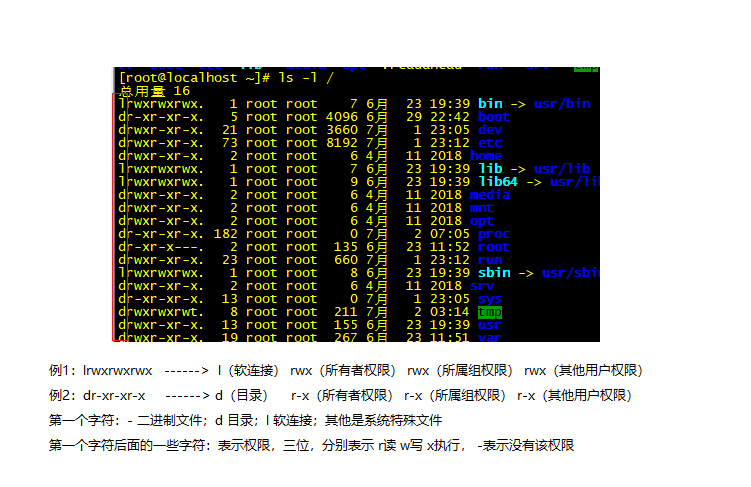 [root@localhost ~]# ls -l /
总用量 16
lrwxrwxrwx.   1 root root    7 6月  23 19:39 bin -> usr/bin
dr-xr-xr-x.   5 root root 4096 6月  29 22:42 boot
drwxr-xr-x.  21 root root 3660 7月   1 23:05 dev
drwxr-xr-x.  73 root root 8192 7月   1 23:12 etc
drwxr-xr-x.   2 root root    6 4月  11 2018 home
lrwxrwxrwx.   1 root root    7 6月  23 19:39 lib -> usr/lib
lrwxrwxrwx.   1 root root    9 6月  23 19:39 lib64 -> usr/li
drwxr-xr-x.   2 root root    6 4月  11 2018 media
drwxr-xr-x.   2 root root    6 4月  11 2018 mnt
drwxr-xr-x.   2 root root    6 4月  11 2018 opt
dr-xr-xr-x. 182 root root    0 7月   2 07:05 proc
dr-xr-x---.   2 root root  135 6月  23 11:52 root
drwxr-xr-x.  23 root root  660 7月   1 23:12 run
lrwxrwxrwx.   1 root root    8 6月  23 19:39 sbin -> usr/sbi
drwxr-xr-x.   2 root root    6 4月  11 2018 srv
dr-xr-xr-x.  13 root root    0 7月   1 23:05 sys
drwxrwxrwt.   8 root root  211 7月   2 03:14 tmp
drwxr-xr-x.  13 root root  155 6月  23 19:39 usr
drwxr-xr-x.  19 root root  267 6月  23 11:51 var
例1：lrwxrwxrwx ------> l（软连接） rwx（所有者权限） rwx（所属组权限） rwx（其他用户权限）
例2：dr-xr-xr-x ------> d（目录） r-x（所有者权限） r-x（所属组权限） r-x（其他用户权限）
第一个字符：- 二进制文件；d 目录；l 软连接；其他是系统特殊文件
第一个字符后面的一些字符：表示权限，三位，分别表示 r读 w写 x执行， -表示没有该权限